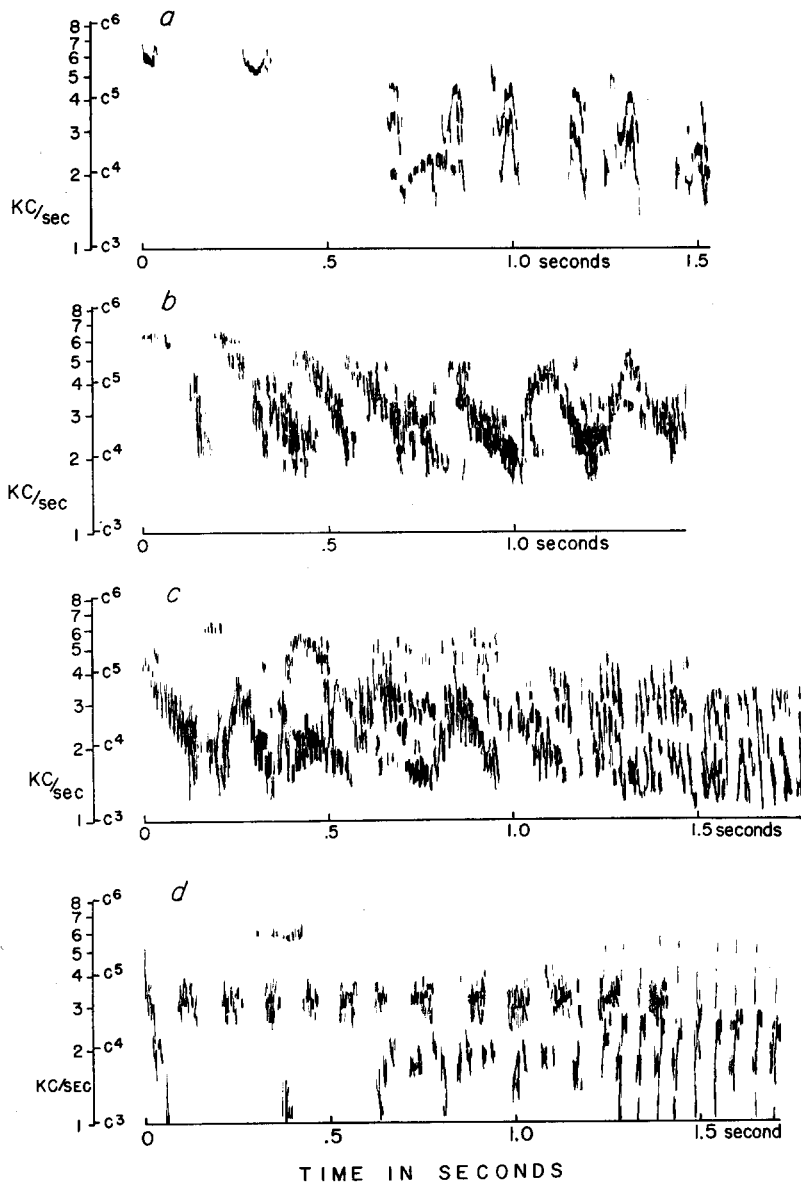 a
8 c6
7
6
5
4 c5
3
2 c4
KC/sec
1 c3
0 .5 1.0 seconds 1.5
b
8 c6
7
6
5
4 c5
3
2 c4
KC/sec
1 c3
0 .5 1.0 seconds
c
8 c6
7
6
5
4 c5
3
2 c4
KC/sec
1 c3
0 .5 1.0 1.5 seconds
d
8 c6
7
6
5
4 c5
3
2 c4
KC/SEC
1 c3
0 .5 1.0 1.5 second
TIME IN SECONDS